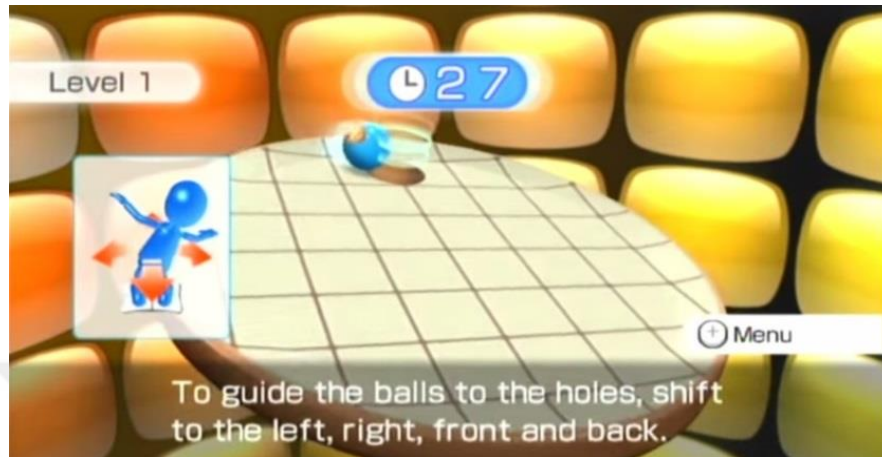 Level 1
27
Menu
To guide the balls to the holes, shift
to the left, right, front and back.